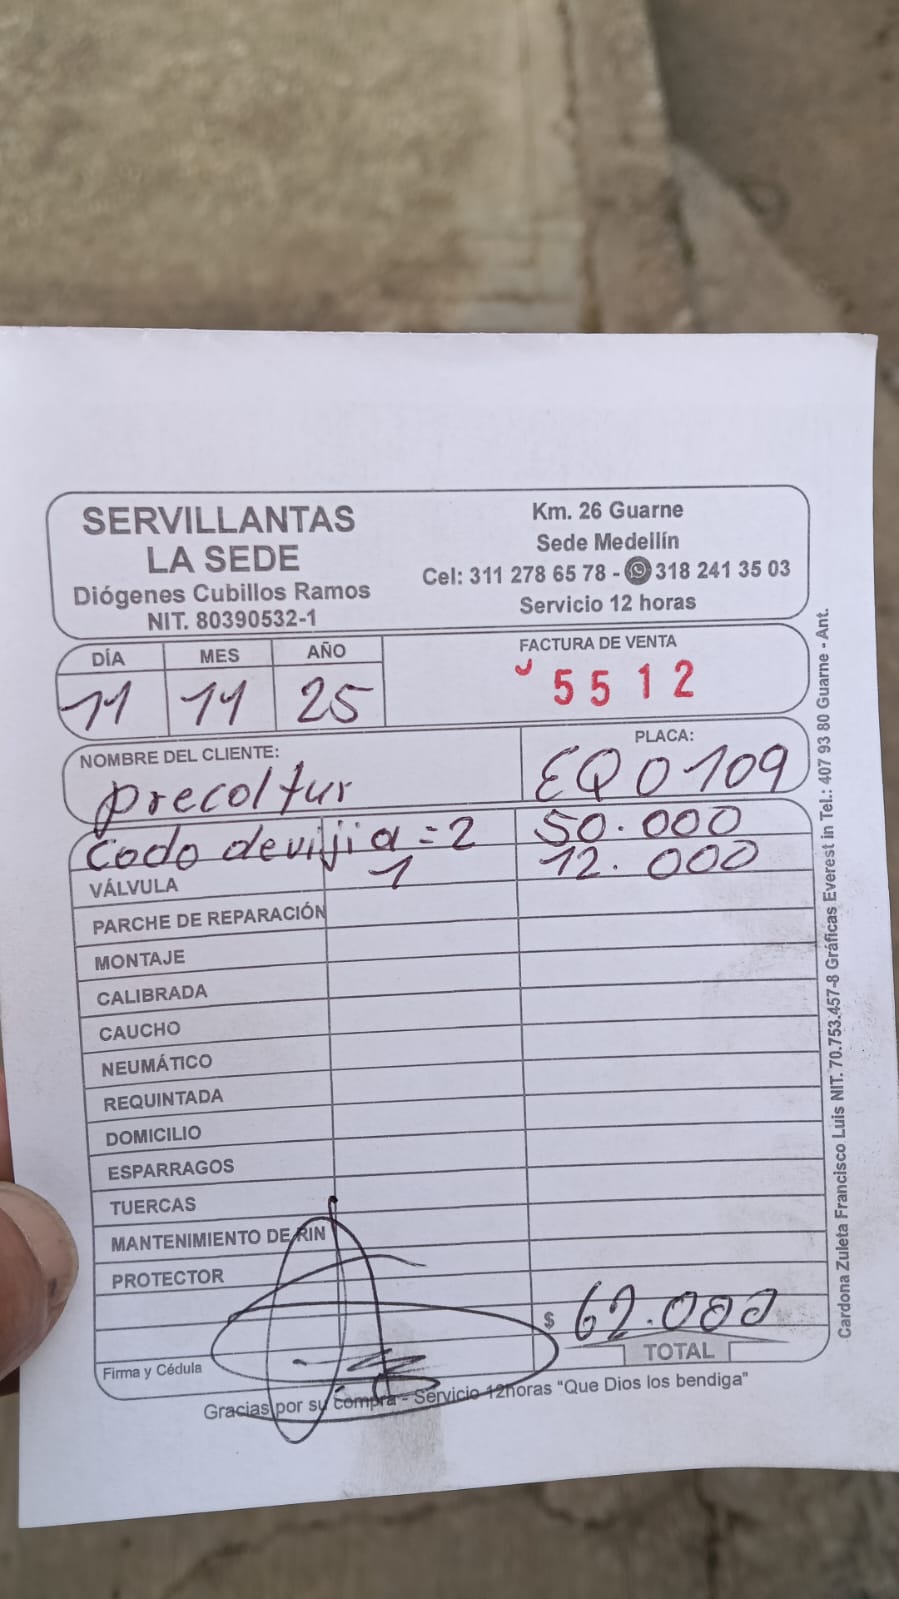 SERVILLANTAS
LA SEDE
Diógenes Cubillos Ramos
NIT. 80390532-1
Km. 26 Guarne
Sede Medellín
Cel: 311 278 65 78 - 318 241 35 03
Servicio 12 horas
DÍA MES AÑO
11 11 25
FACTURA DE VENTA
5512
NOMBRE DEL CLIENTE:
precoltur
PLACA:
EQO109
Codo devijia = 2 50.000
VÁLVULA 1 12.000
PARCHE DE REPARACIÓN
MONTAJE
CALIBRADA
CAUCHO
NEUMÁTICO
REQUINTADA
DOMICILIO
ESPARRAGOS
TUERCAS
MANTENIMIENTO DE RIN
PROTECTOR
$ 62.000
TOTAL
Firma y Cédula
Gracias por su compra - Servicio 12horas "Que Dios los bendiga"
Cardona Zuleta Francisco Luis NIT. 70.753.457-8 Gráficas Everest in Tel.: 407 93 80 Guarne - Ant.